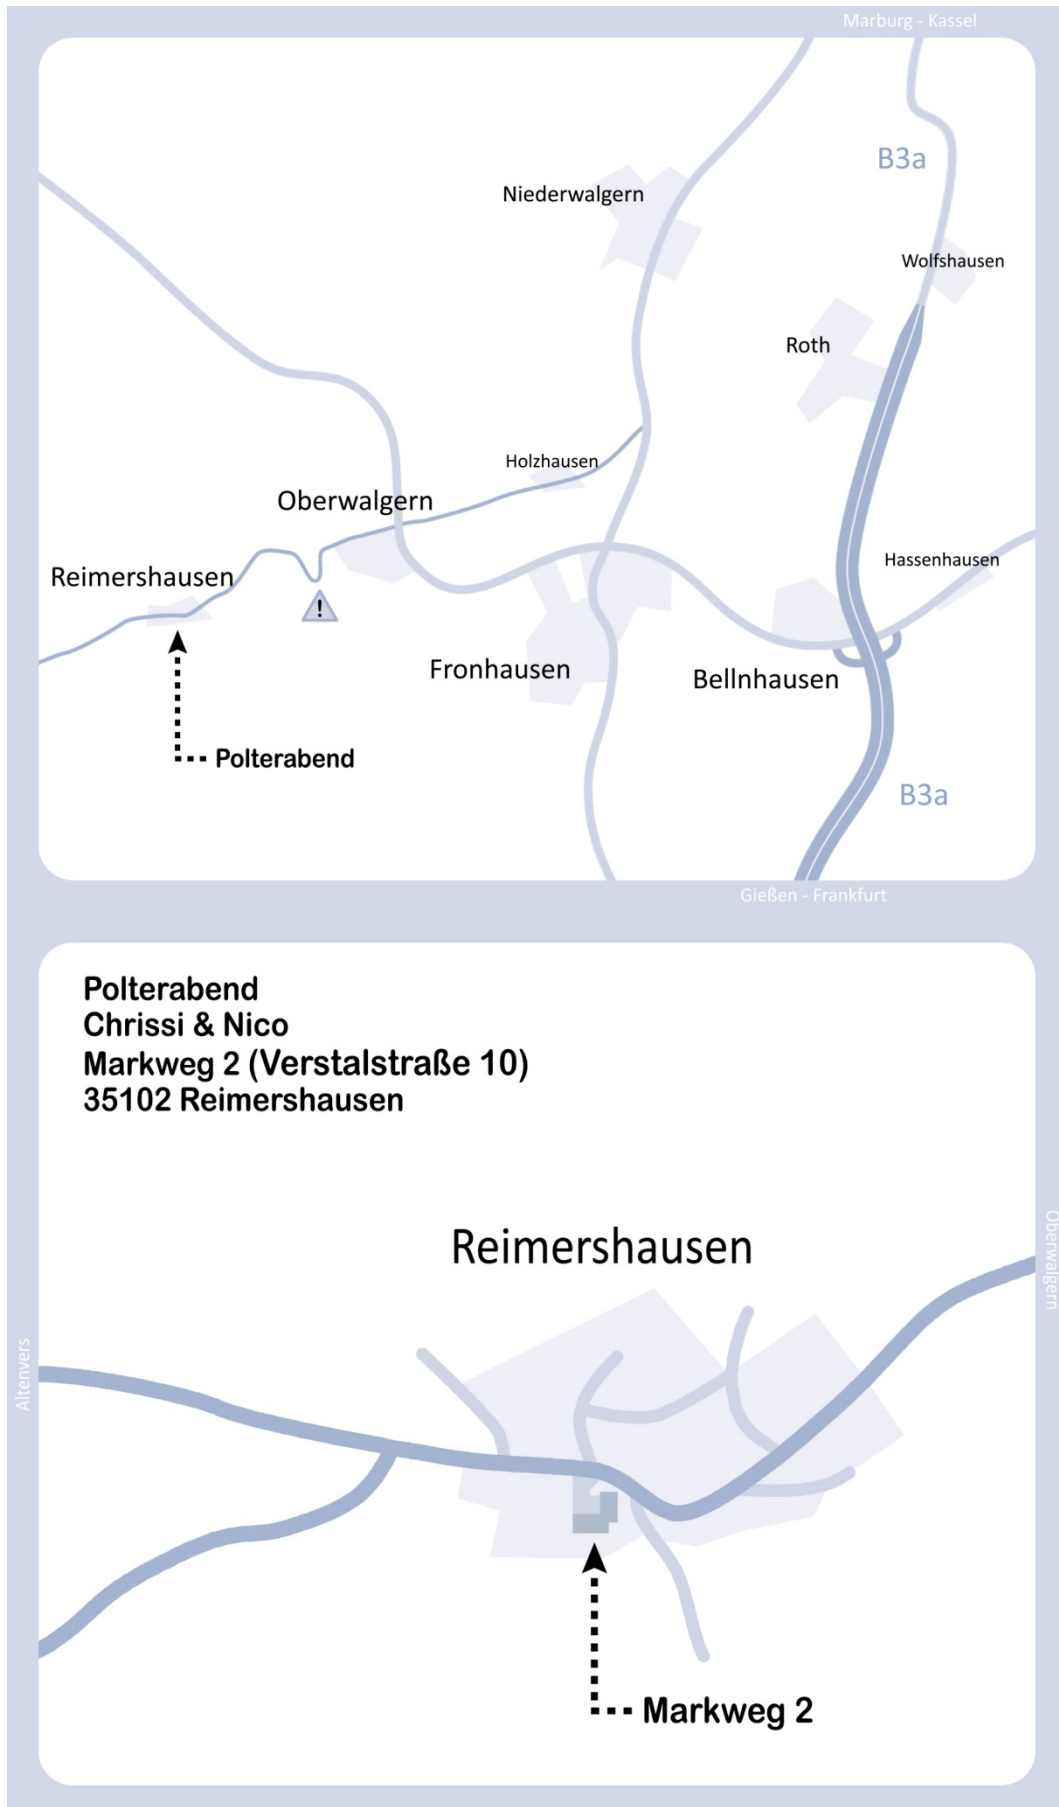 Marburg - Kassel
B3a
Niederwalgern
Wolfshausen
Roth
Holzhausen
Oberwalgern
Hassenhausen
Reimershausen
!
Fronhausen
Bellnhausen
Polterabend
B3a
Gießen - Frankfurt
Polterabend
Chrissi & Nico
Markweg 2 (Verstalstraße 10)
35102 Reimershausen
Reimershausen
Oberwalgern
Altenvers
Markweg 2